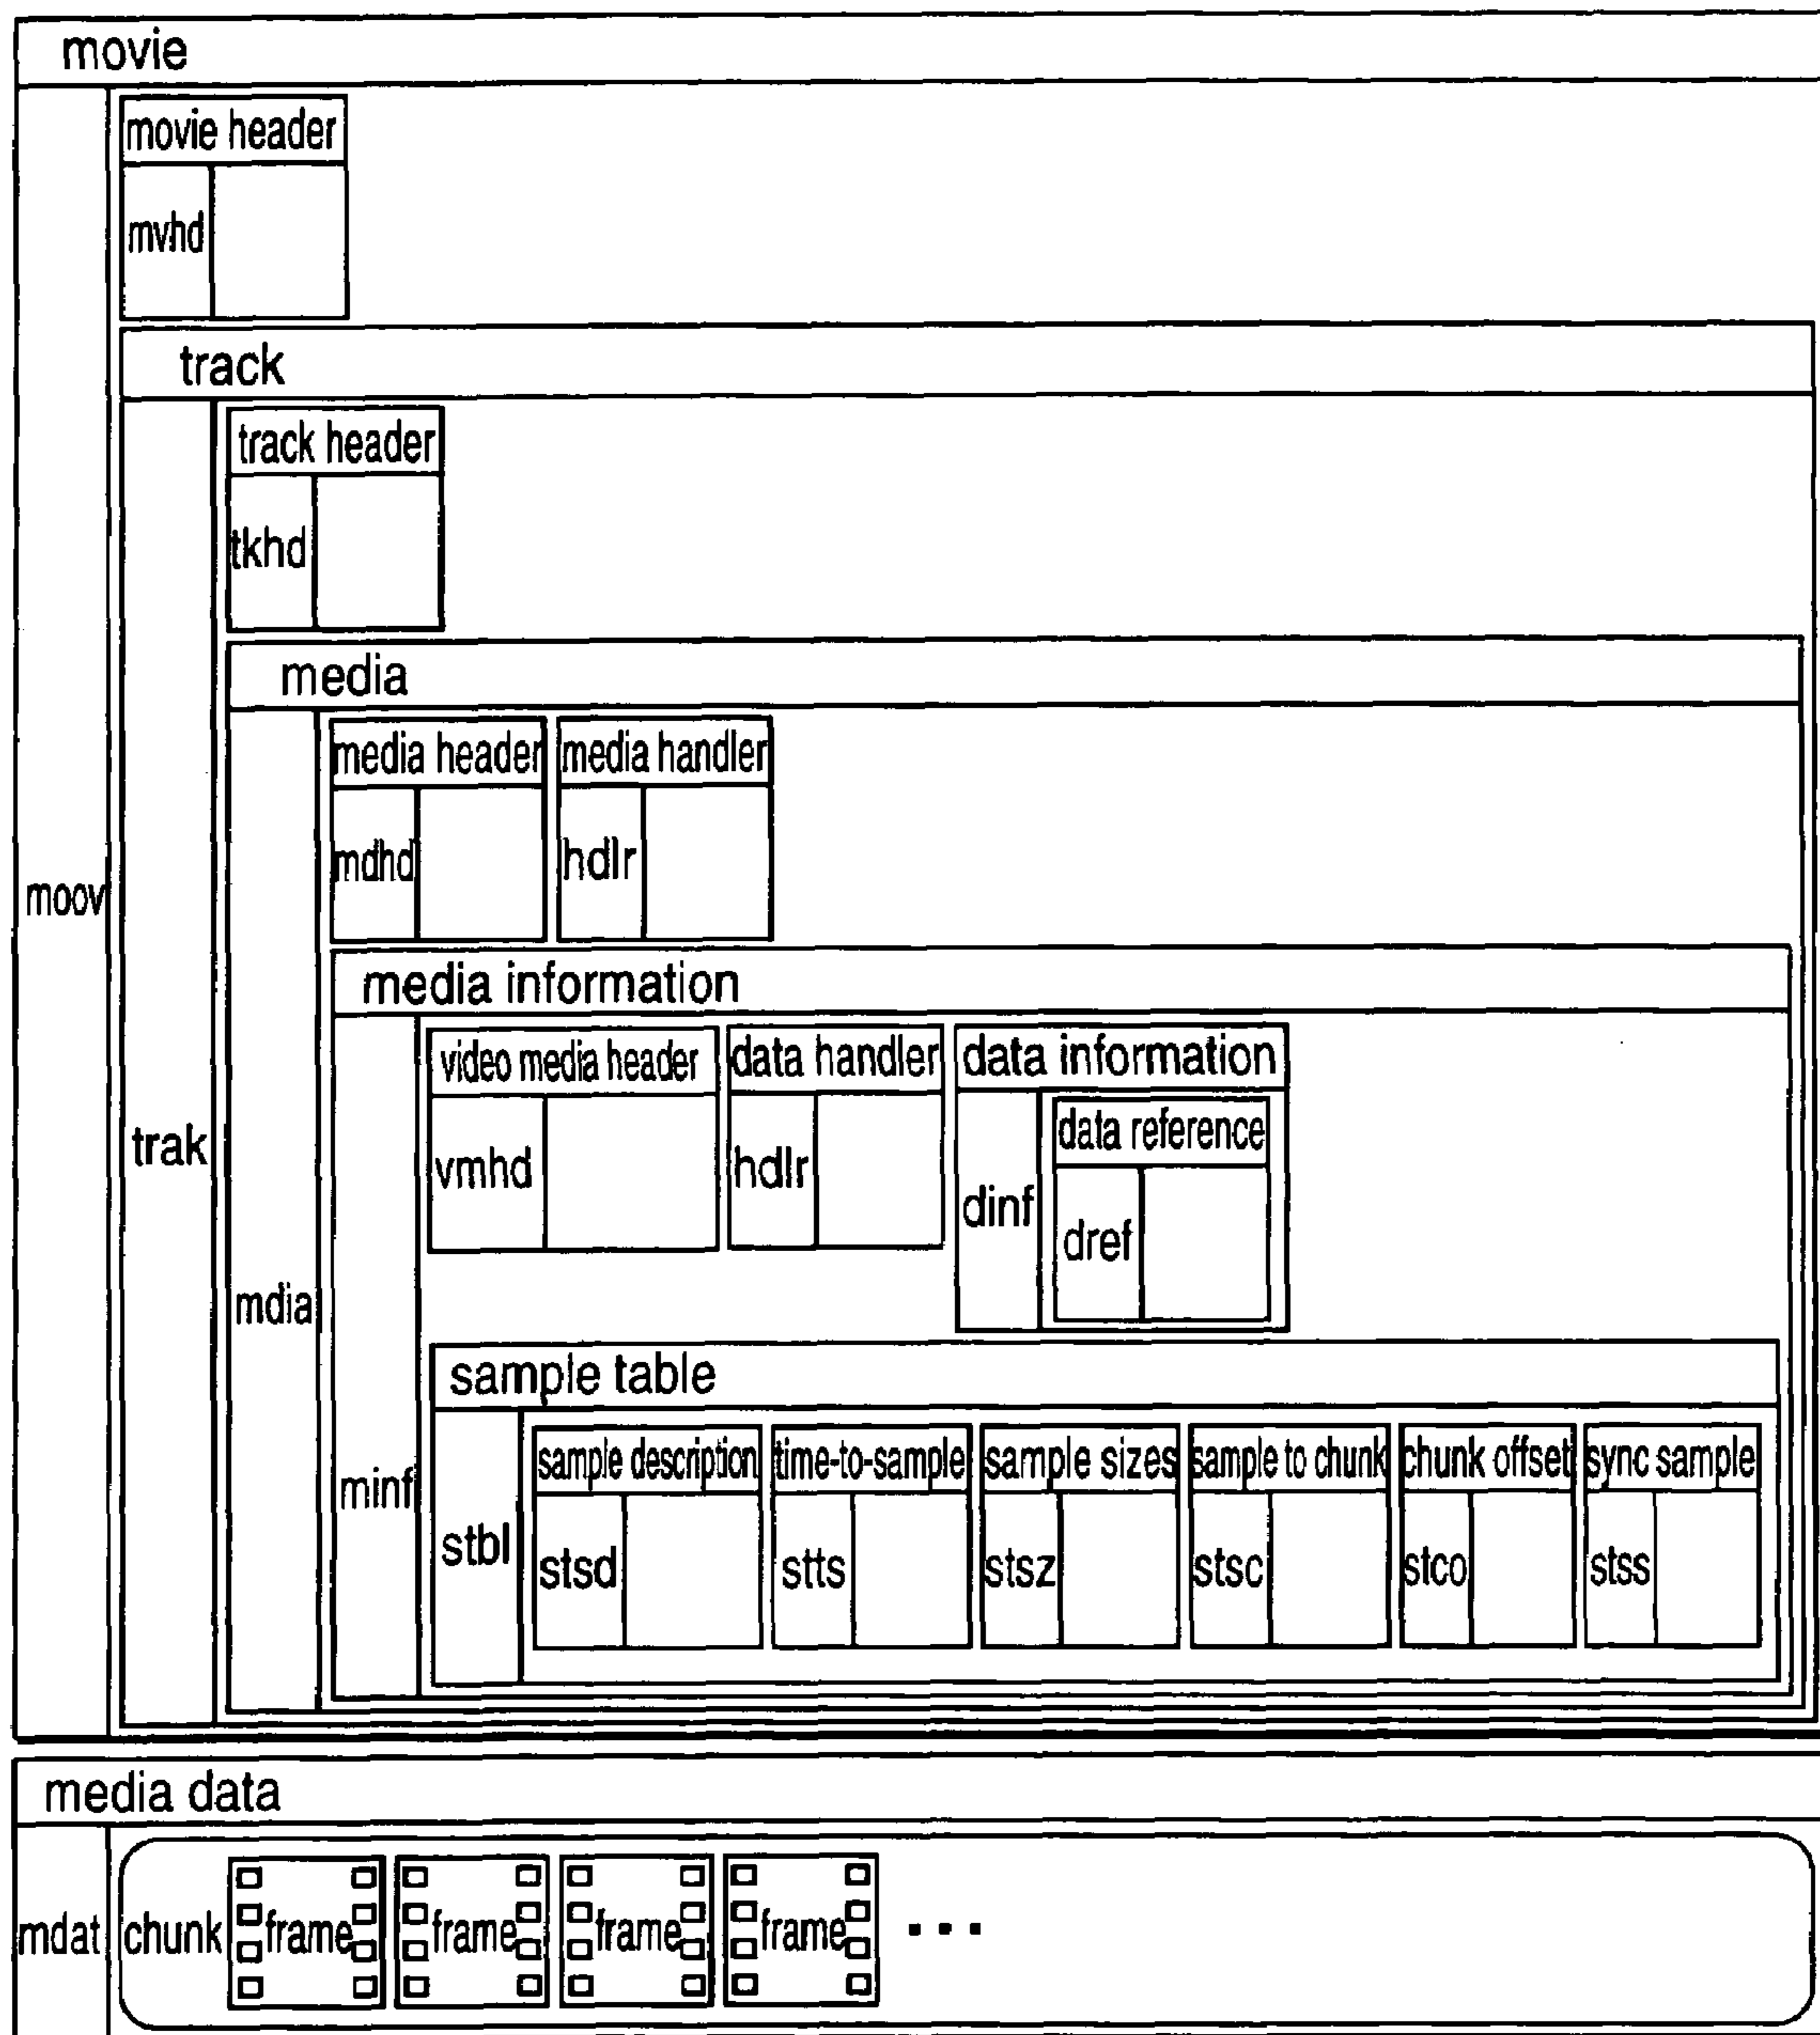 movie
movie header
mvhd
track
track header
tkhd
media
media header media handler
mdhd hdlr
moov
media information
video media header data handler data information
data reference
trak vmhd hdlr dinf dref
mdia
sample table
sample description time-to-sample sample sizes sample to chunk chunk offset sync sample
minf stbl stsd stts stsz stsc stco stss
media data
mdat chunk frame frame frame frame ...